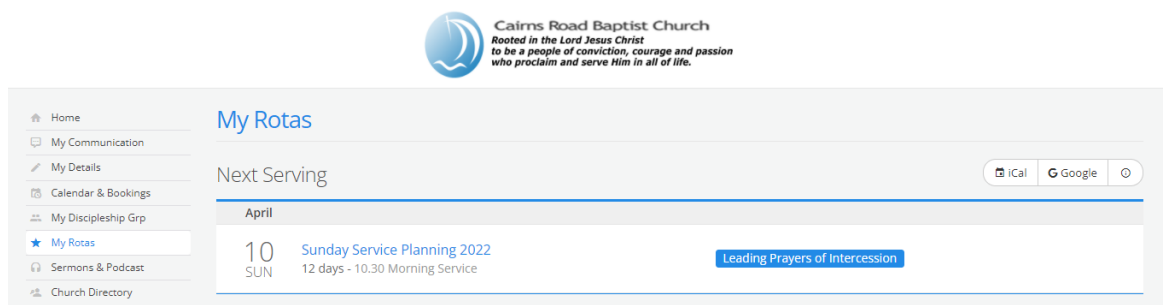 Cairns Road Baptist Church
Rooted in the Lord Jesus Christ
to be a people of conviction, courage and passion
who proclaim and serve Him in all of life.
Home
My Communication
My Details
Calendar & Bookings
My Discipleship Grp
My Rotas
Sermons & Podcast
Church Directory
My Rotas
Next Serving
iCal
G Google
April
10
SUN
Sunday Service Planning 2022
12 days - 10.30 Morning Service
Leading Prayers of Intercession